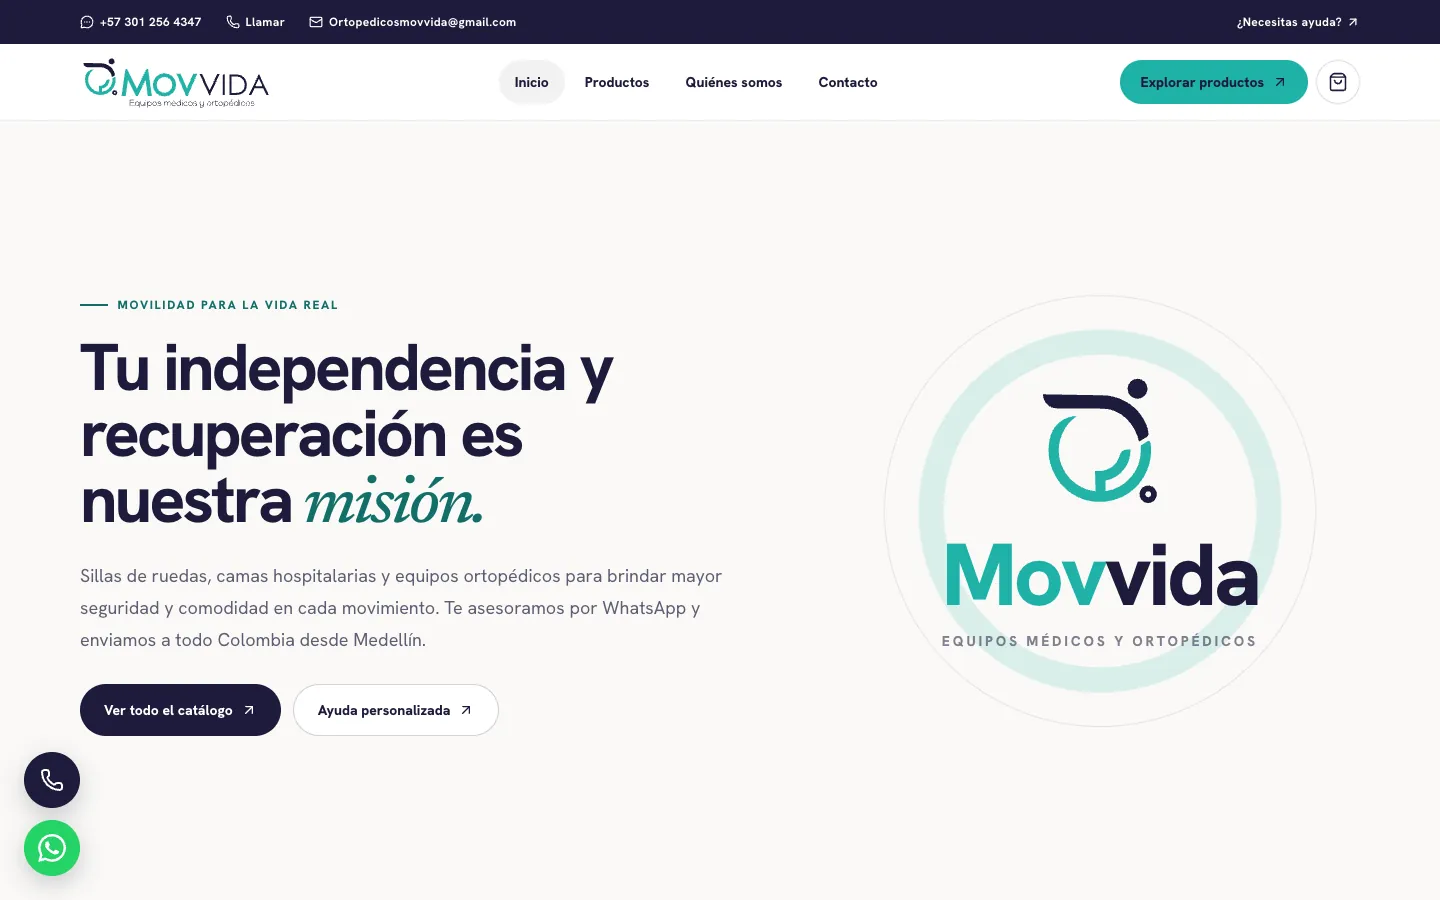 +57 301 256 4347
Llamar
Ortopedicosmovvida@gmail.com
¿Necesitas ayuda?
MOVVIDA
Equipos médicos y ortopédicos
Inicio
Productos
Quiénes somos
Contacto
Explorar productos
MOVILIDAD PARA LA VIDA REAL
Tu independencia y
recuperación es
nuestra misión.
Sillas de ruedas, camas hospitalarias y equipos ortopédicos para brindar mayor
seguridad y comodidad en cada movimiento. Te asesoramos por WhatsApp y
enviamos a todo Colombia desde Medellín.
Ver todo el catálogo
Ayuda personalizada
Movvida
EQUIPOS MÉDICOS Y ORTOPÉDICOS